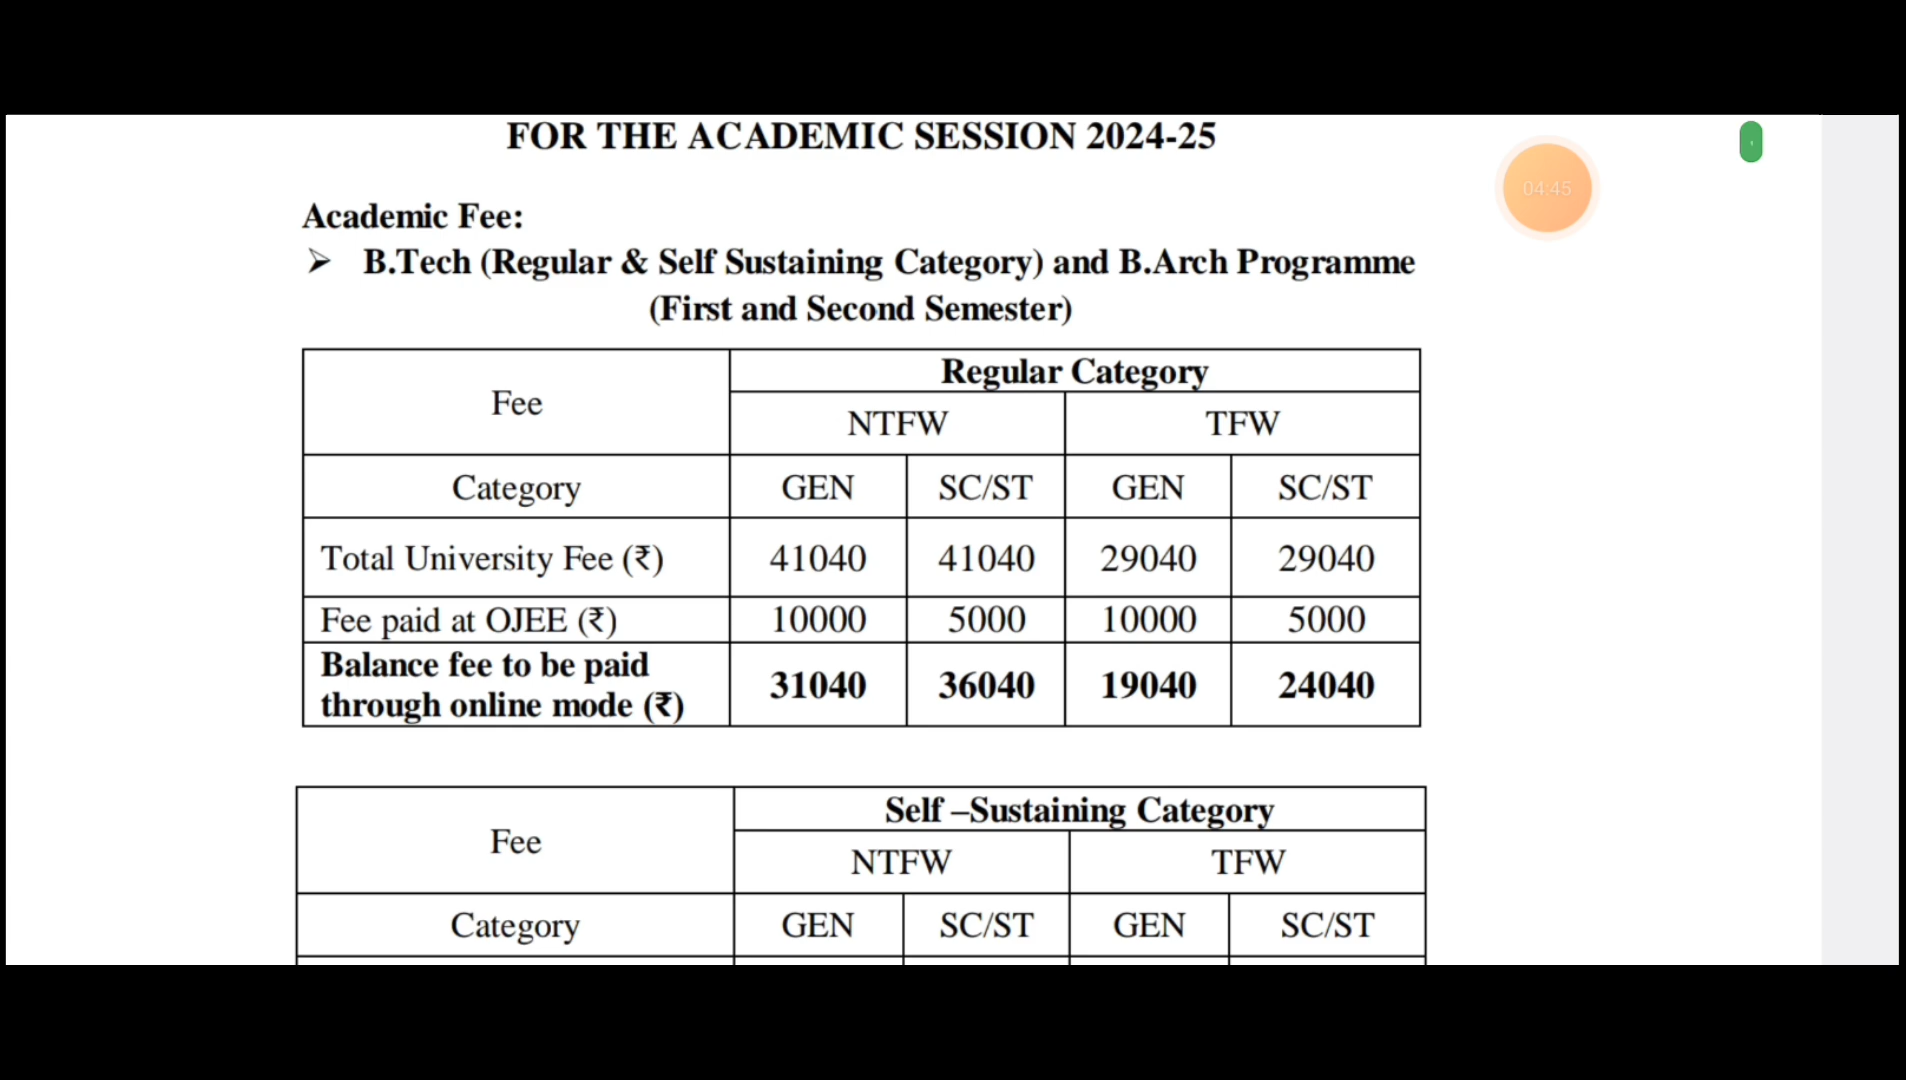 FOR THE ACADEMIC SESSION 2024-25
04:45
Academic Fee:
➢ B.Tech (Regular & Self Sustaining Category) and B.Arch Programme
(First and Second Semester)
Fee
Regular Category
NTFW TFW
Category GEN SC/ST GEN SC/ST
Total University Fee (₹) 41040 41040 29040 29040
Fee paid at OJEE (₹) 10000 5000 10000 5000
Balance fee to be paid
through online mode (₹) 31040 36040 19040 24040
Fee
Self –Sustaining Category
NTFW TFW
Category GEN SC/ST GEN SC/ST